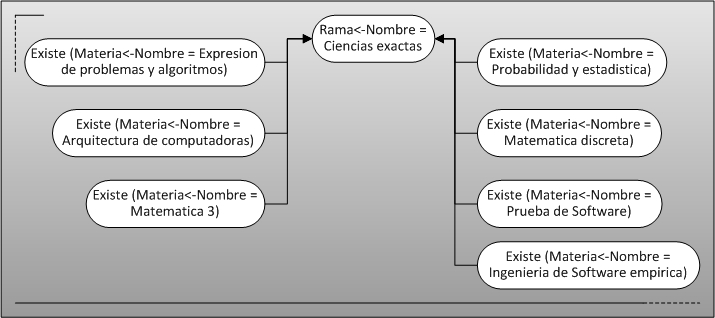 Rama<-Nombre =
Ciencias exactas
Existe (Materia<-Nombre = Expresion
de problemas y algoritmos)
Existe (Materia<-Nombre =
Arquitectura de computadoras)
Existe (Materia<-Nombre =
Matematica 3)
Existe (Materia<-Nombre =
Probabilidad y estadistica)
Existe (Materia<-Nombre =
Matematica discreta)
Existe (Materia<-Nombre =
Prueba de Software)
Existe (Materia<-Nombre =
Ingenieria de Software empirica)